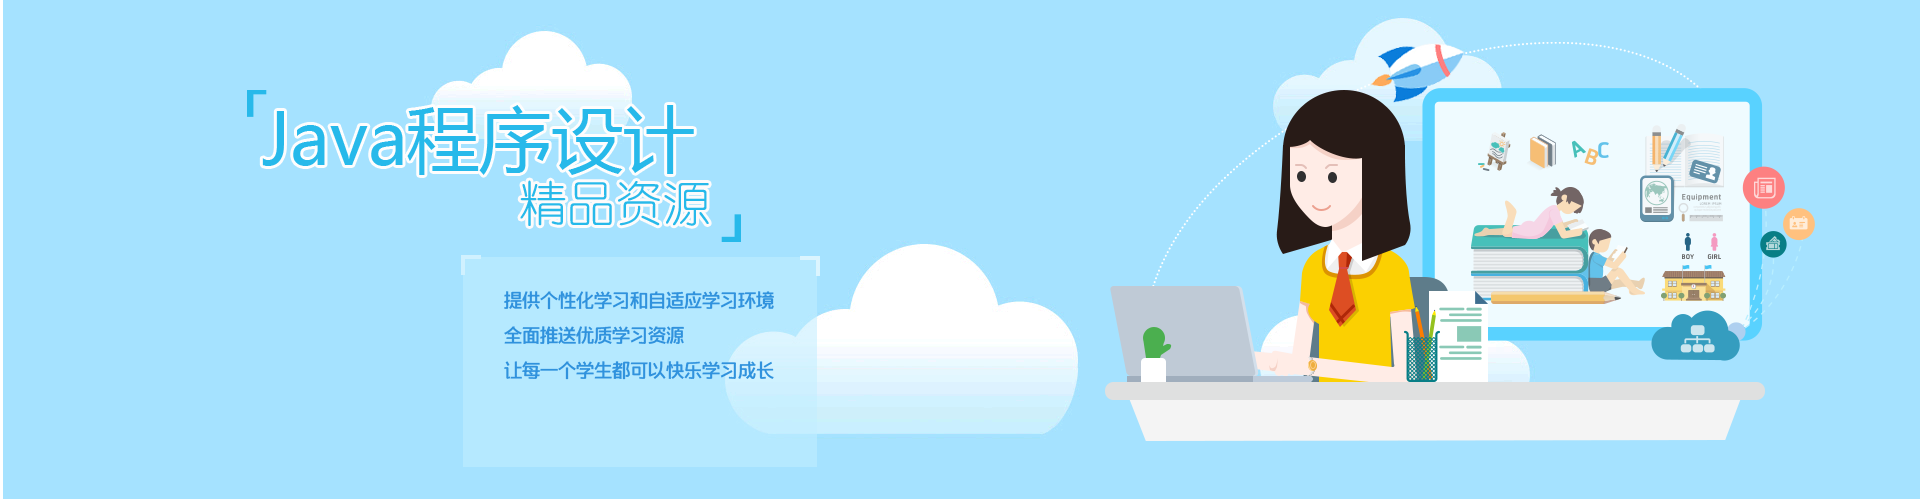 Java程序设计
精品资源
提供个性化学习和自适应学习环境
全面推送优质学习资源
让每一个学生都可以快乐学习成长
ABC
Equipment
BOY GIRL